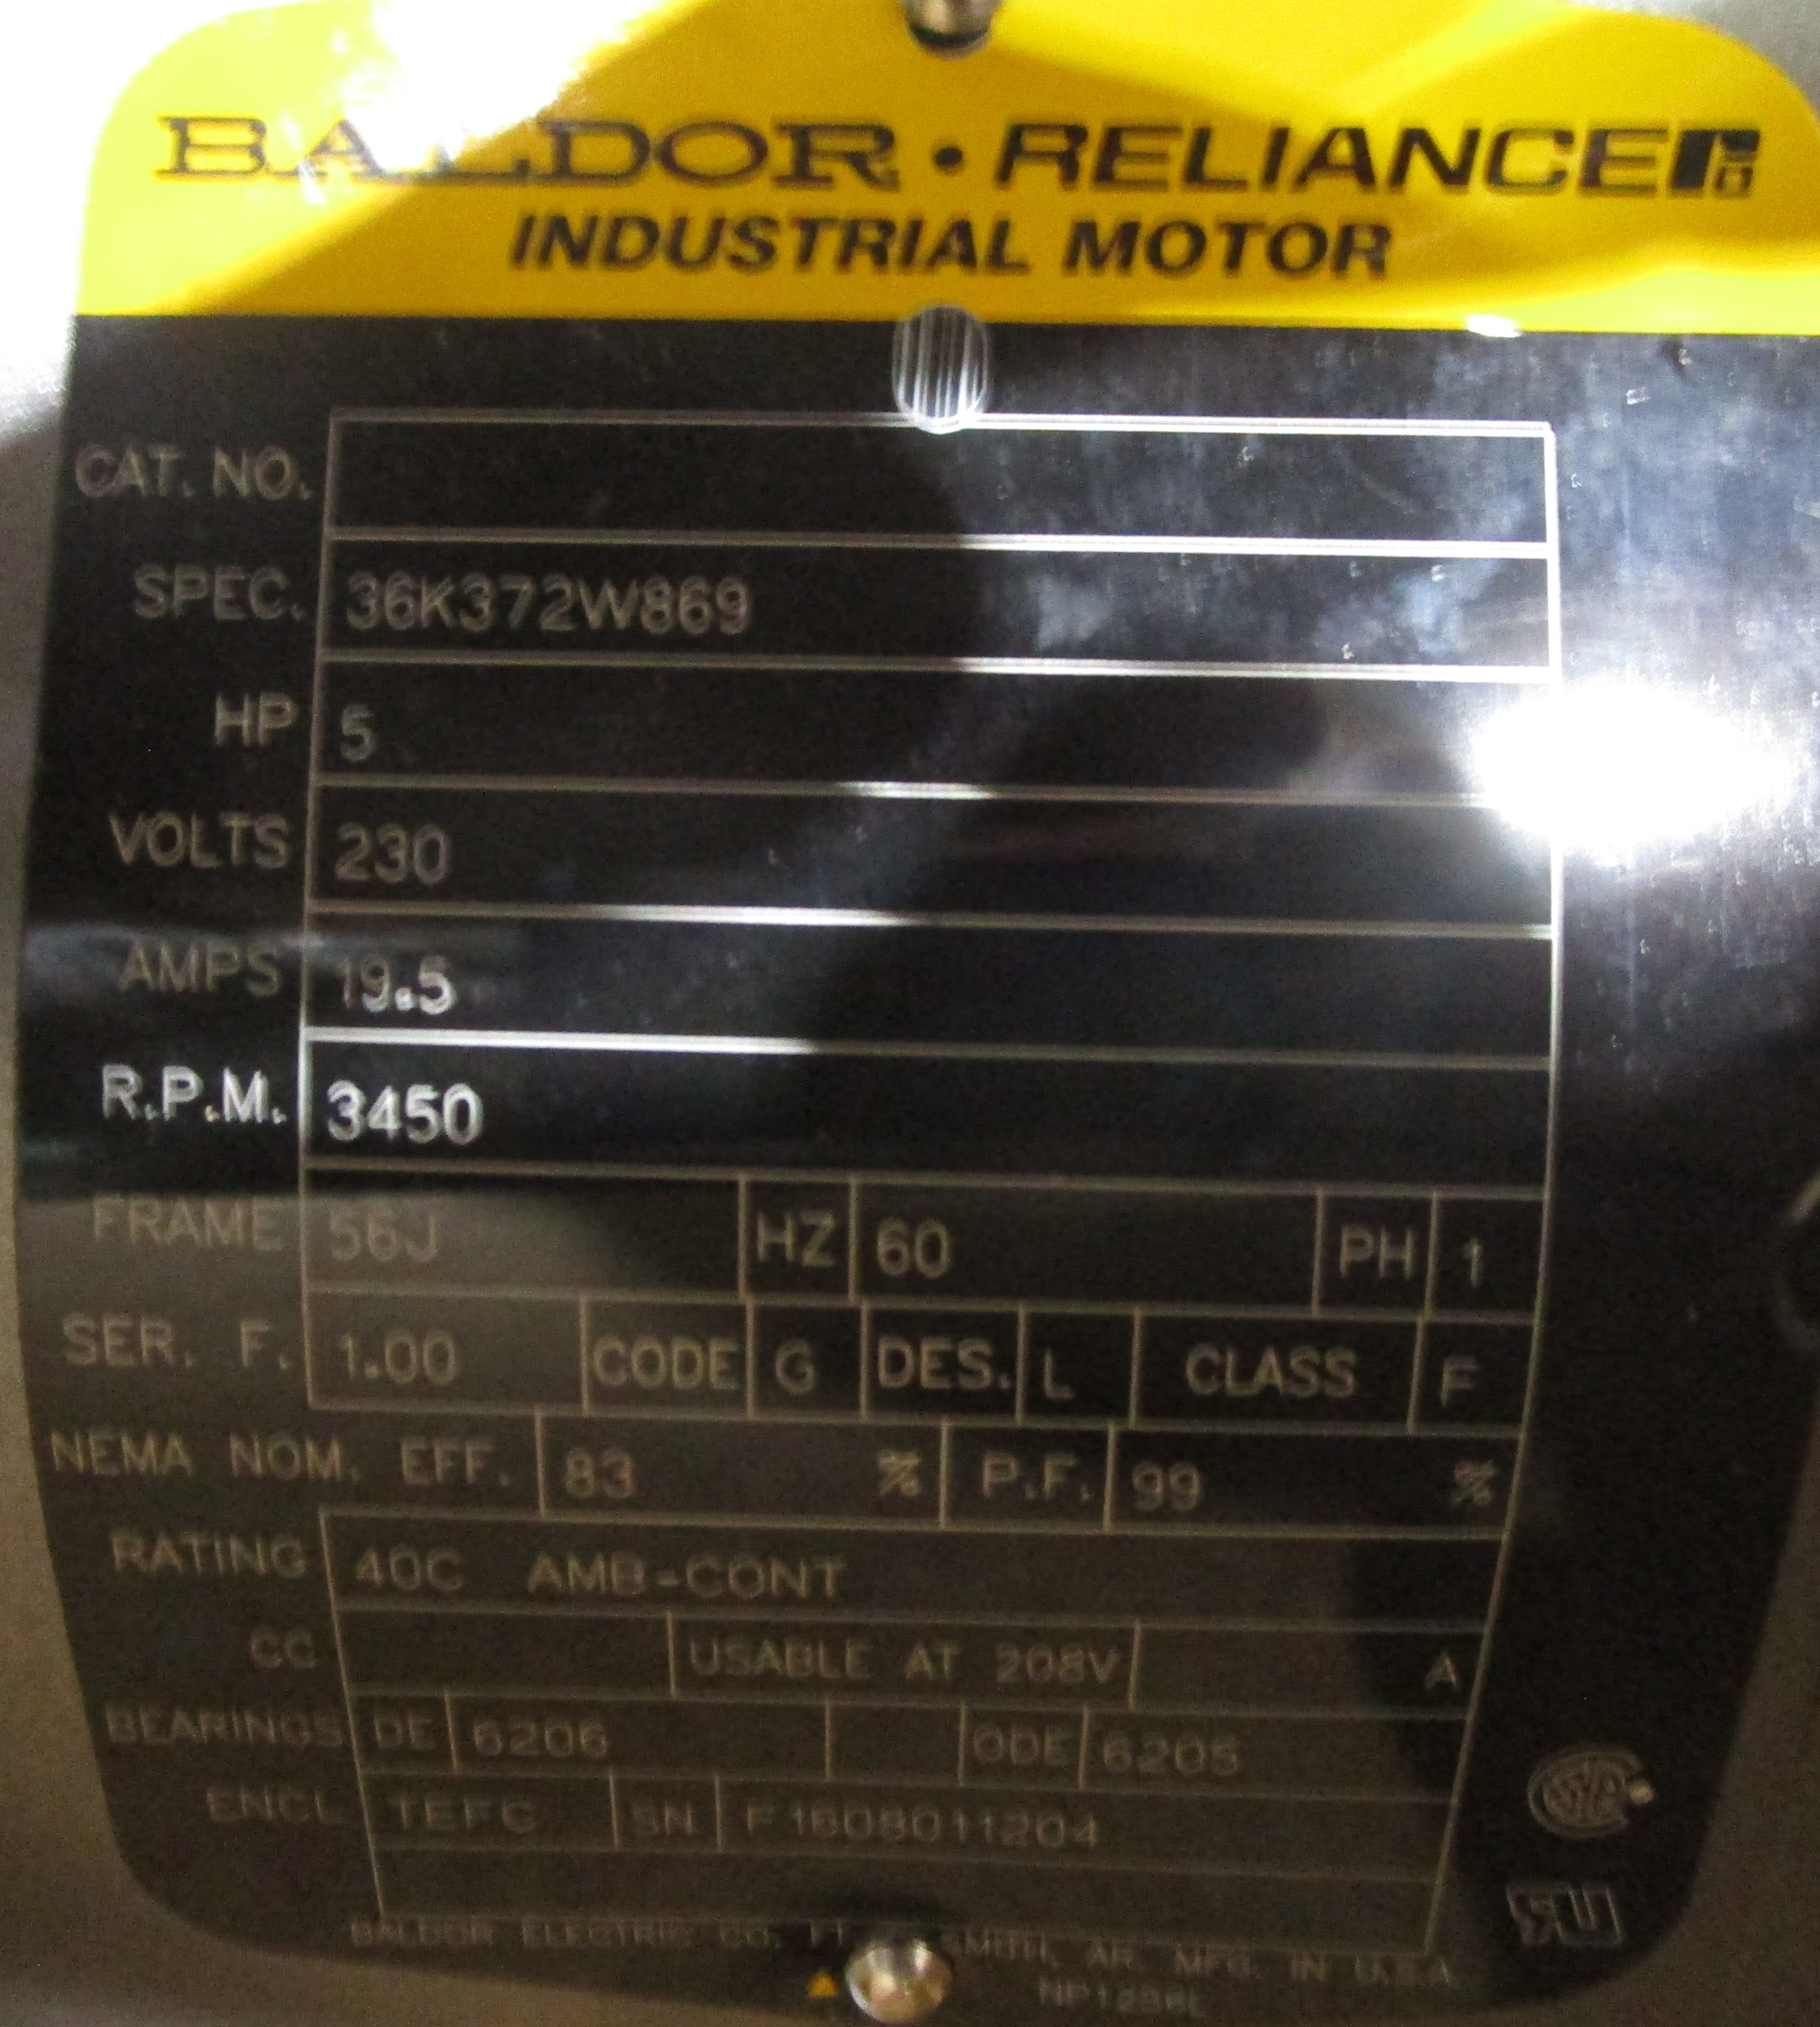 BALDOR • RELIANCE
INDUSTRIAL MOTOR
CAT. NO.
SPEC. 36K372W869
HP 5
VOLTS 230
AMPS 19.5
R.P.M. 3450
FRAME 56J HZ 60 PH 1
SER. F. 1.00 CODE G DES. L CLASS F
NEMA NOM. EFF. 83 % P.F. 99 %
RATING 40C AMB-CONT
CC USABLE AT 208V A
BEARINGS DE 6206 ODE 6205
ENCL TEFC SN F1608011204
BALDOR ELECTRIC CO. FT. SMITH, AR. MFG. IN U.S.A.
NP1256L